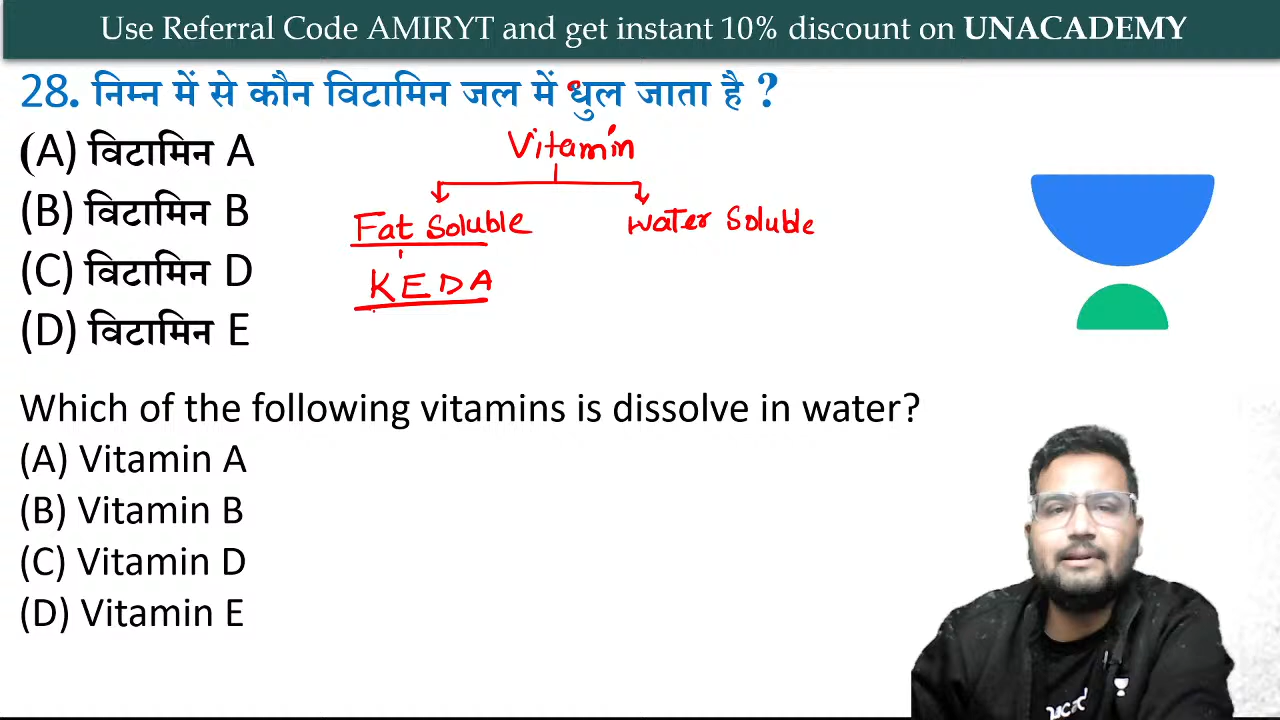 Use Referral Code AMIRYT and get instant 10% discount on UNACADEMY
28. निम्न में से कौन विटामिन जल में धुल जाता है ?
(A) विटामिन A
(B) विटामिन B
(C) विटामिन D
(D) विटामिन E
Vitamin
Fat Soluble
Water Soluble
KEDA
Which of the following vitamins is dissolve in water?
(A) Vitamin A
(B) Vitamin B
(C) Vitamin D
(D) Vitamin E